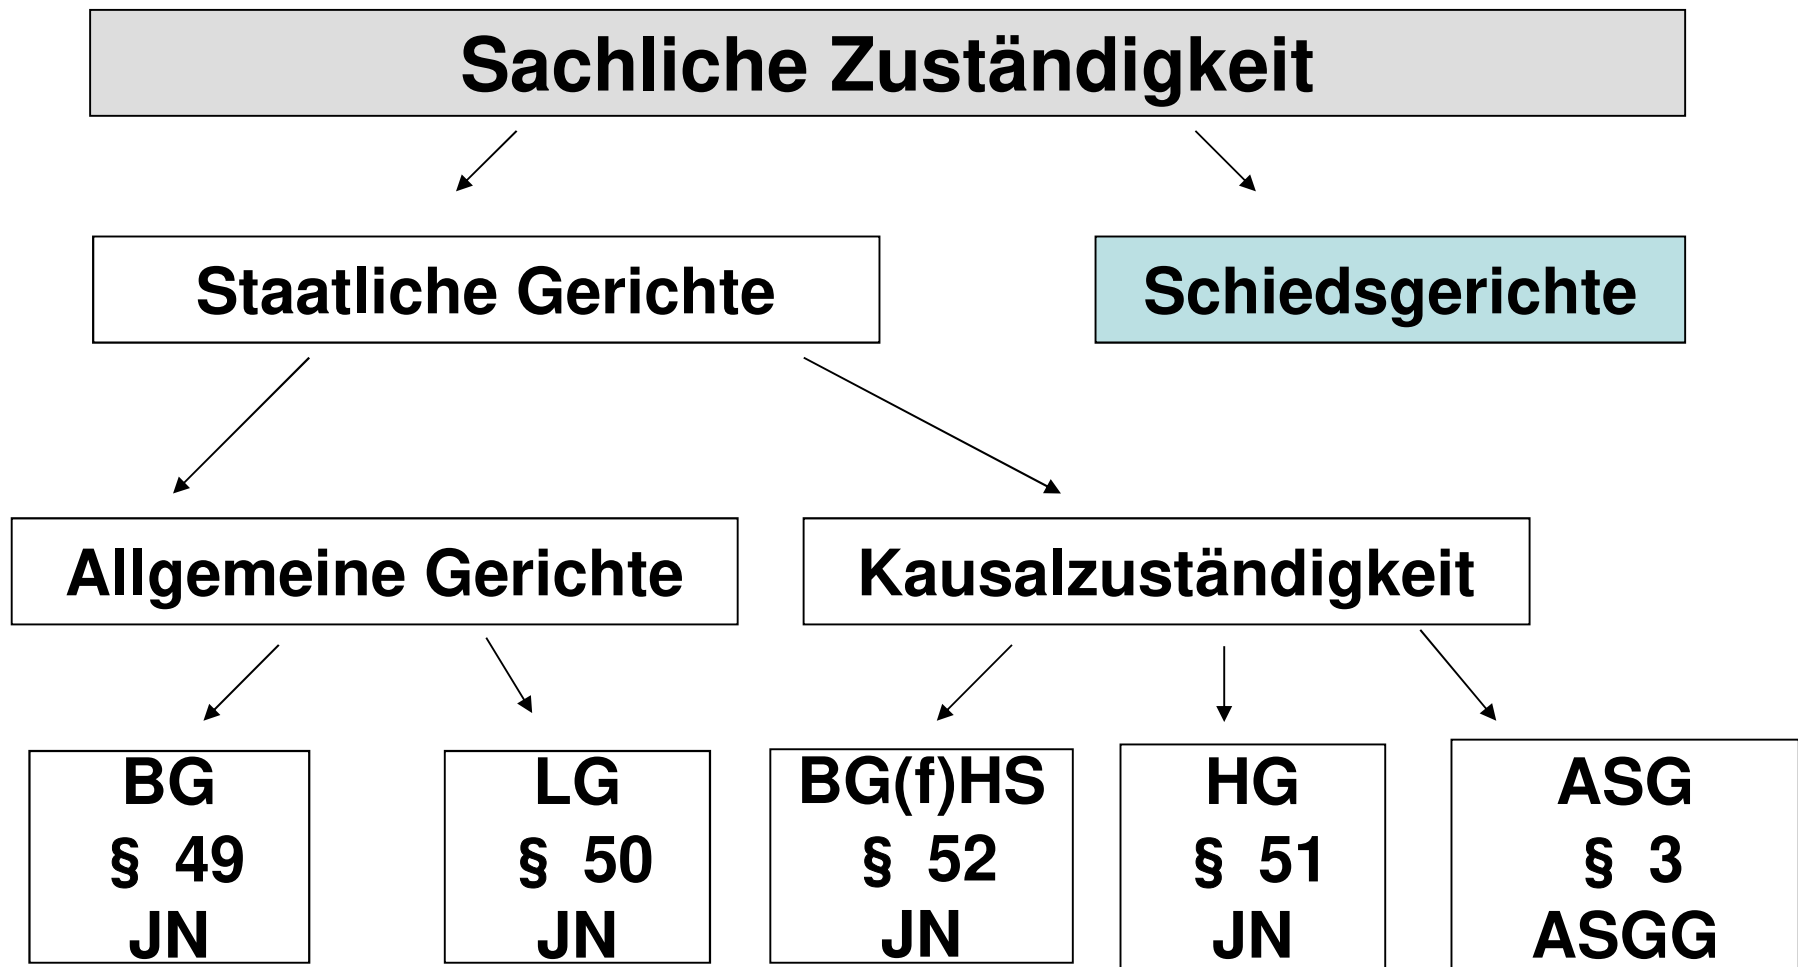 Sachliche Zuständigkeit
Staatliche Gerichte
Schiedsgerichte
Allgemeine Gerichte
Kausalzuständigkeit
BG
§ 49
JN
LG
§ 50
JN
BG(f)HS
§ 52
JN
HG
§ 51
JN
ASG
§ 3
ASGG